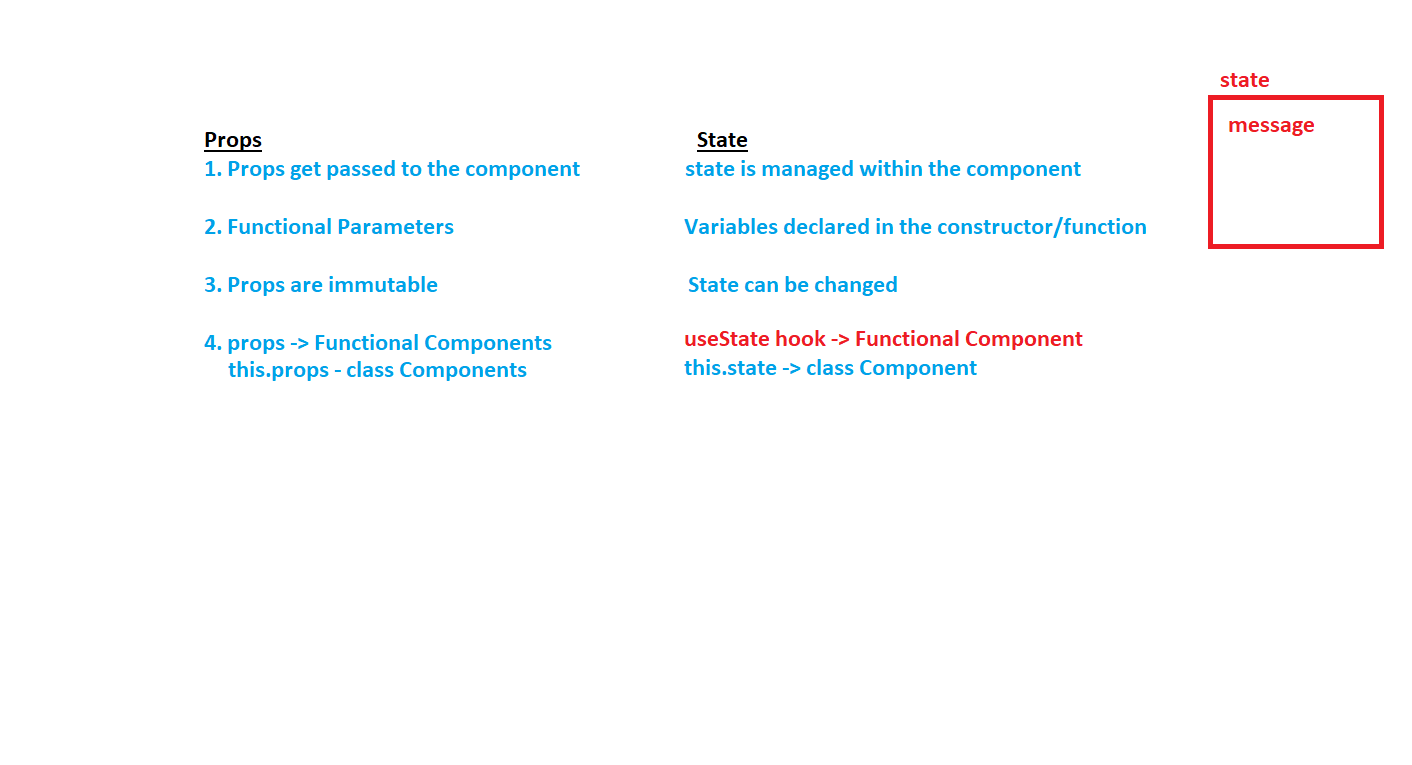 state
message
Props
1. Props get passed to the component
2. Functional Parameters
3. Props are immutable
4. props -> Functional Components
this.props - class Components
State
state is managed within the component
Variables declared in the constructor/function
State can be changed
useState hook -> Functional Component
this.state -> class Component